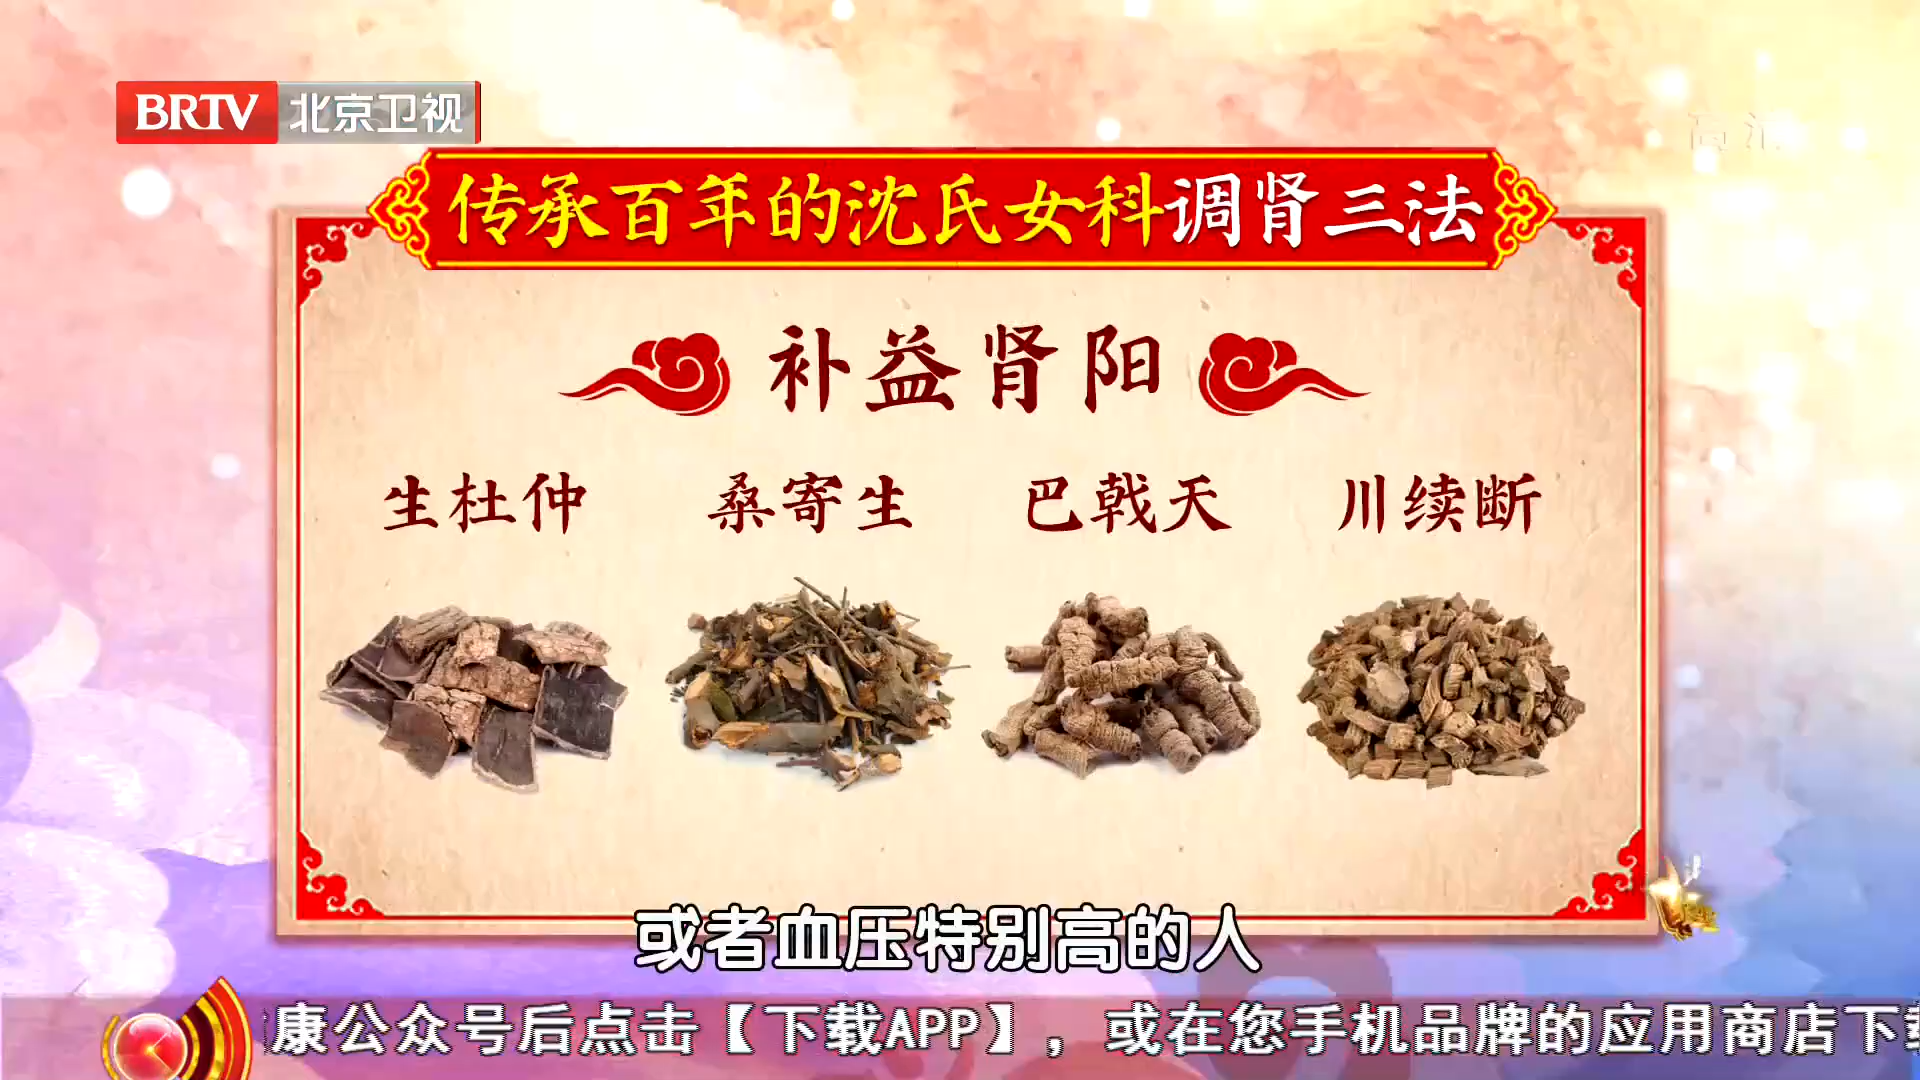 BRTV 北京卫视
高清
传承百年的沈氏女科调肾三法
补益肾阳
生杜仲 桑寄生 巴戟天 川续断
或者血压特别高的人
康公众号后点击【下载APP】，或在您手机品牌的应用商店下载